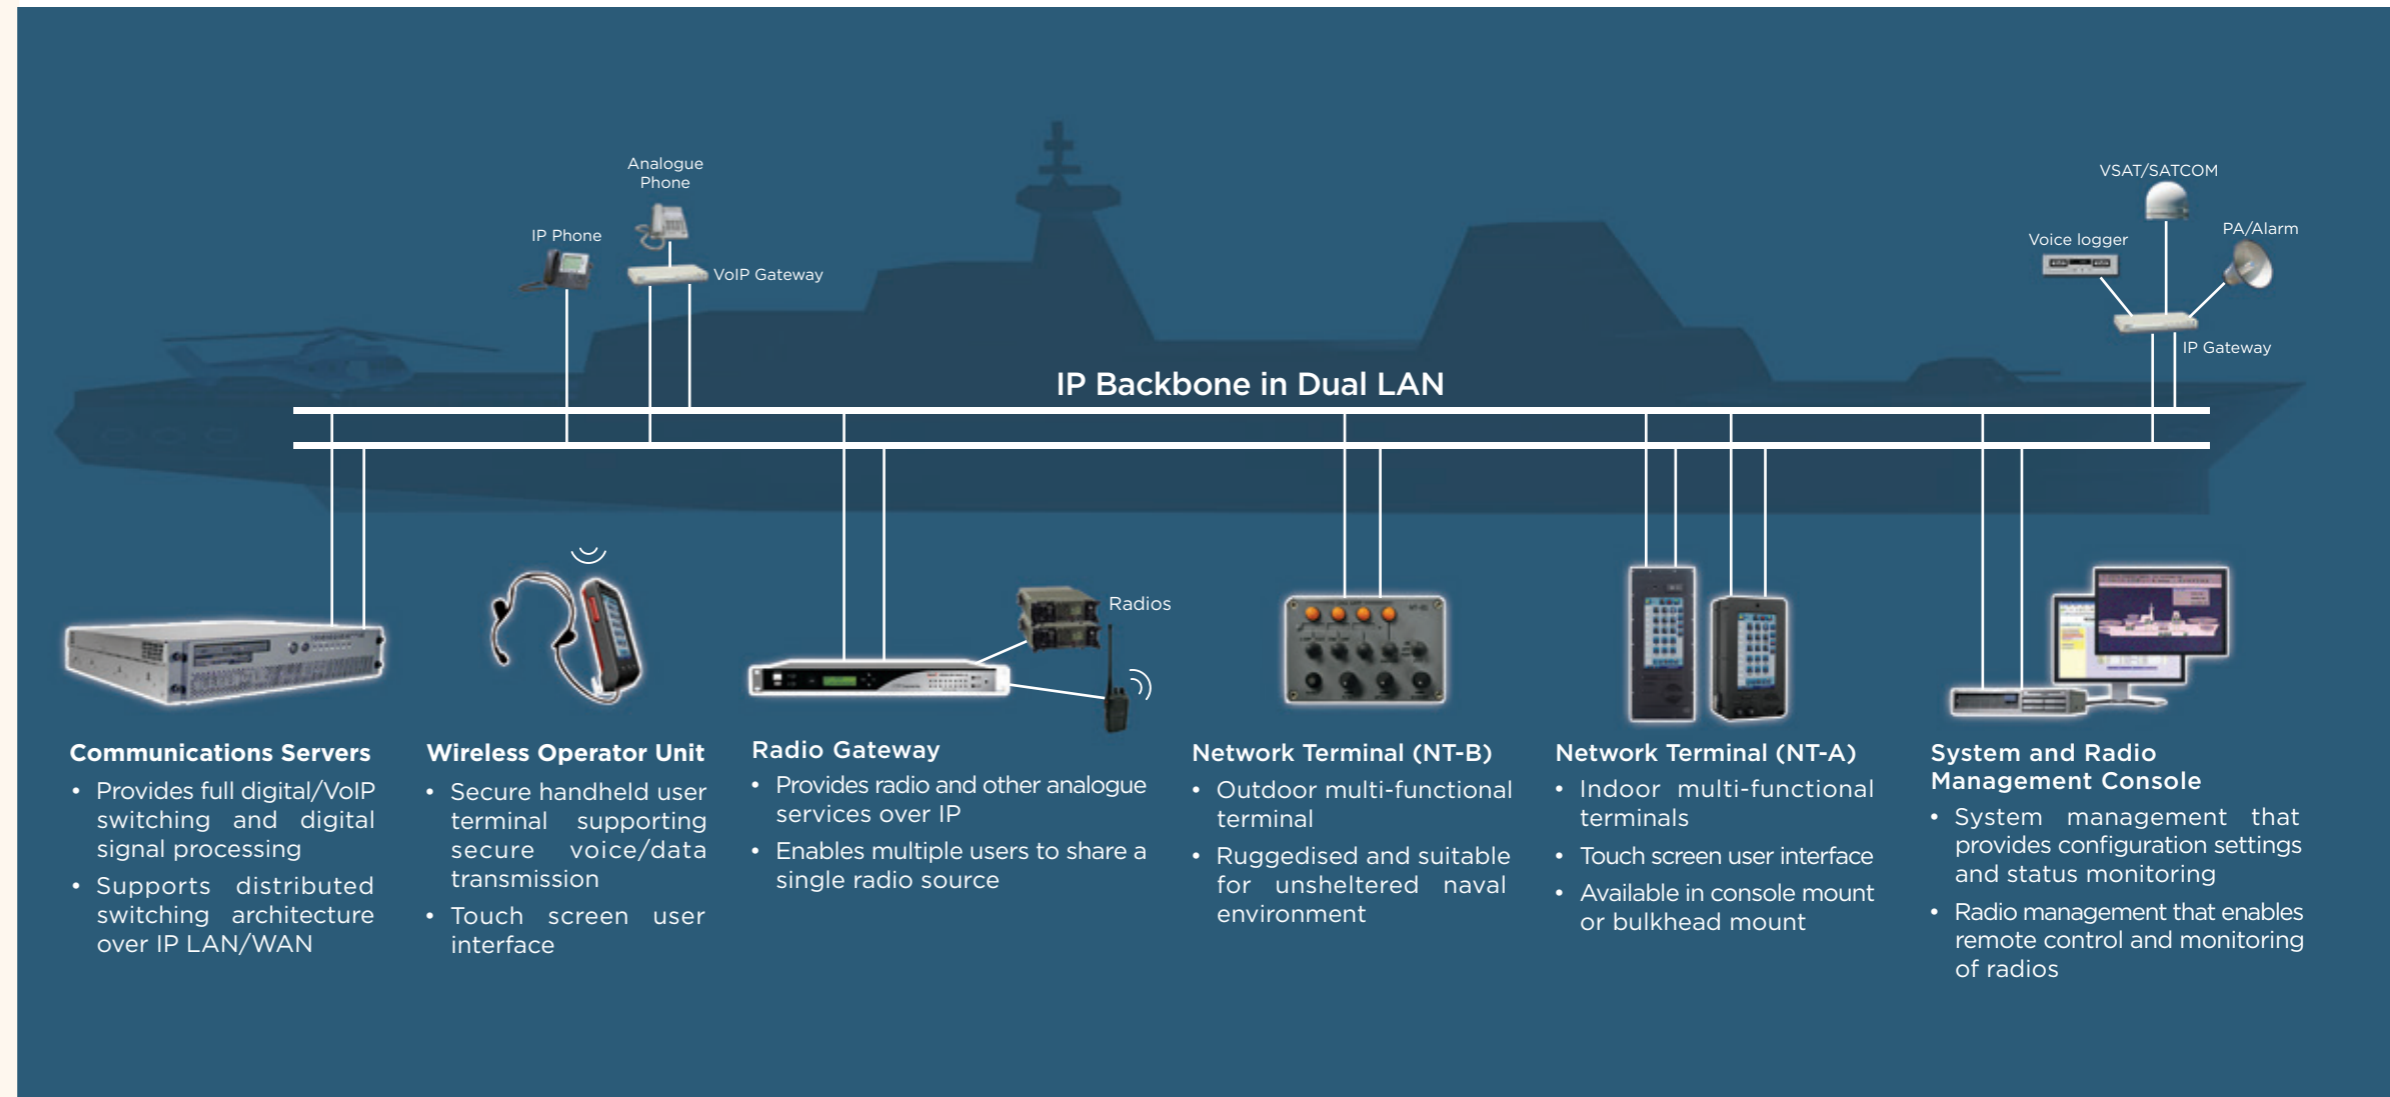 Analogue
Phone
IP Phone
VoIP Gateway
VSAT/SATCOM
Voice logger
PA/Alarm
IP Gateway
IP Backbone in Dual LAN
Radios
Communications Servers
• Provides full digital/VoIP
switching and digital
signal processing
• Supports distributed
switching architecture
over IP LAN/WAN
Wireless Operator Unit
• Secure handheld user
terminal supporting
secure voice/data
transmission
• Touch screen user
interface
Radio Gateway
• Provides radio and other analogue
services over IP
• Enables multiple users to share a
single radio source
Network Terminal (NT-B)
• Outdoor multi-functional
terminal
• Ruggedised and suitable
for unsheltered naval
environment
Network Terminal (NT-A)
• Indoor multi-functional
terminals
• Touch screen user interface
• Available in console mount
or bulkhead mount
System and Radio
Management Console
• System management that
provides configuration settings
and status monitoring
• Radio management that enables
remote control and monitoring
of radios